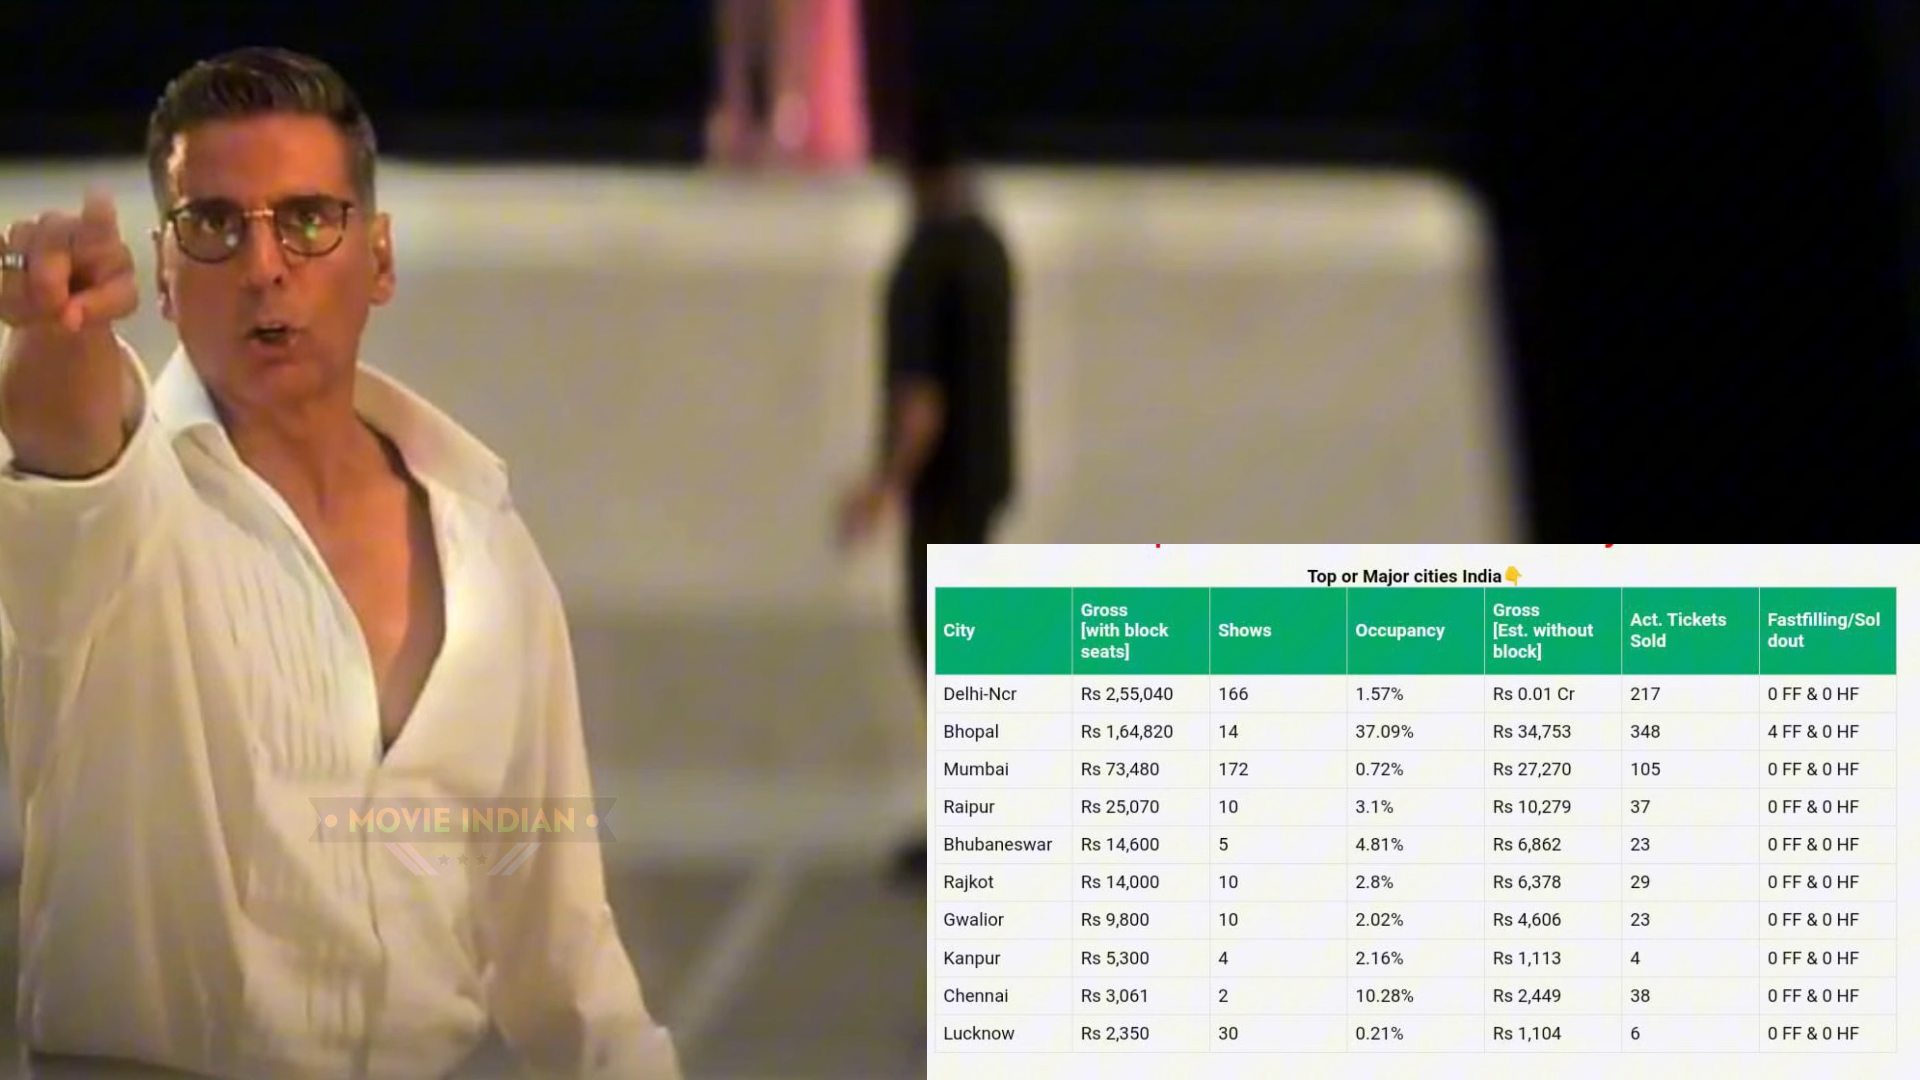 MOVIE INDIAN
Top or Major cities India👇
City Gross [with block seats] Shows Occupancy Gross [Est. without block] Act. Tickets Sold Fastfilling/Soldout
Delhi-Ncr Rs 2,55,040 166 1.57% Rs 0.01 Cr 217 0 FF & 0 HF
Bhopal Rs 1,64,820 14 37.09% Rs 34,753 348 4 FF & 0 HF
Mumbai Rs 73,480 172 0.72% Rs 27,270 105 0 FF & 0 HF
Raipur Rs 25,070 10 3.1% Rs 10,279 37 0 FF & 0 HF
Bhubaneswar Rs 14,600 5 4.81% Rs 6,862 23 0 FF & 0 HF
Rajkot Rs 14,000 10 2.8% Rs 6,378 29 0 FF & 0 HF
Gwalior Rs 9,800 10 2.02% Rs 4,606 23 0 FF & 0 HF
Kanpur Rs 5,300 4 2.16% Rs 1,113 4 0 FF & 0 HF
Chennai Rs 3,061 2 10.28% Rs 2,449 38 0 FF & 0 HF
Lucknow Rs 2,350 30 0.21% Rs 1,104 6 0 FF & 0 HF